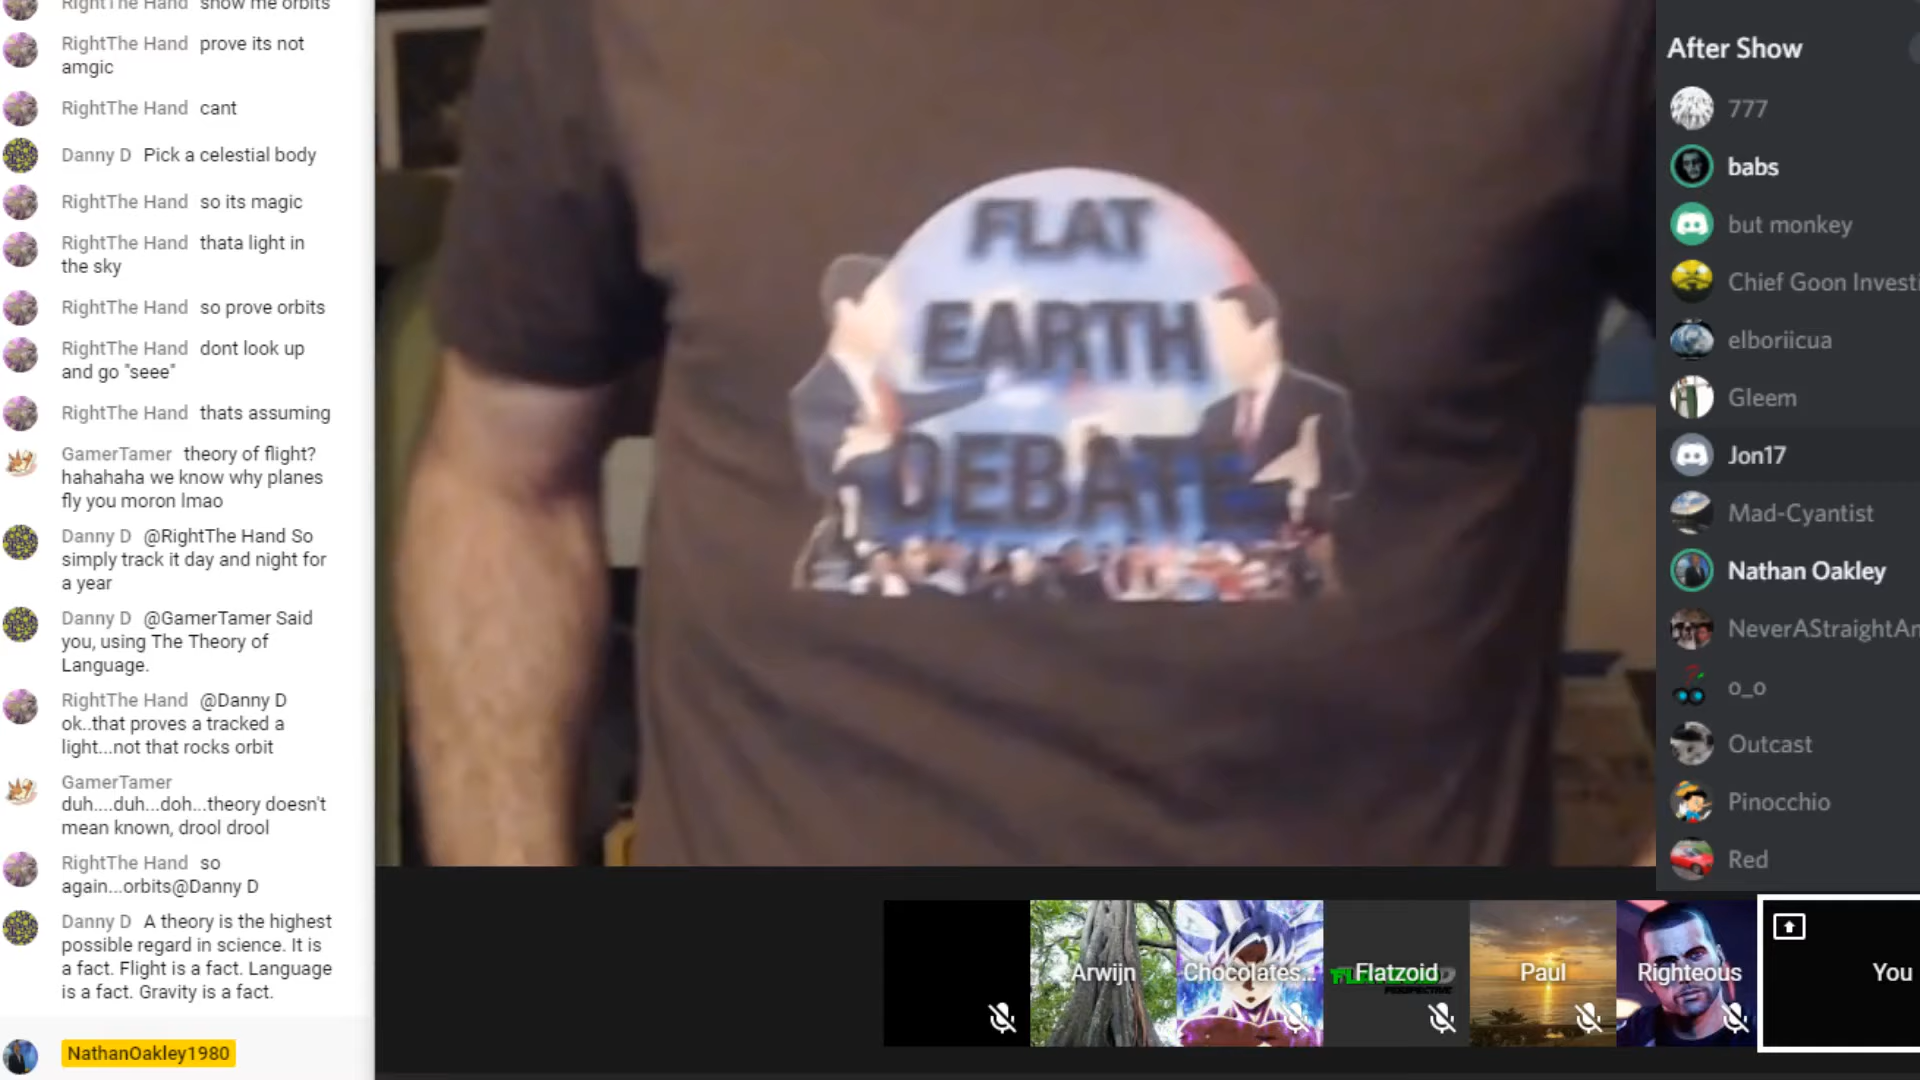 RightThe Hand show me orbits
RightThe Hand prove its not
amgic
RightThe Hand cant
Danny D Pick a celestial body
RightThe Hand so its magic
RightThe Hand thata light in
the sky
RightThe Hand so prove orbits
RightThe Hand dont look up
and go "seee"
RightThe Hand thats assuming
GamerTamer theory of flight?
hahahaha we know why planes
fly you moron lmao
Danny D @RightThe Hand So
simply track it day and night for
a year
Danny D @GamerTamer Said
you, using The Theory of
Language.
RightThe Hand @Danny D
ok..that proves a tracked a
light...not that rocks orbit
GamerTamer
duh....duh...doh...theory doesn't
mean known, drool drool
RightThe Hand so
again...orbits@Danny D
Danny D A theory is the highest
possible regard in science. It is
a fact. Flight is a fact. Language
is a fact. Gravity is a fact.
NathanOakley1980
FLAT
EARTH
DEBATE
After Show
777
babs
but monkey
Chief Goon Investi
elboriicua
Gleem
Jon17
Mad-Cyantist
Nathan Oakley
NeverAStraightAn
o_o
Outcast
Pinocchio
Red
Arwijn
Chocolates...
Flatzoid
PERSPECTIVE
Paul
Righteous
You